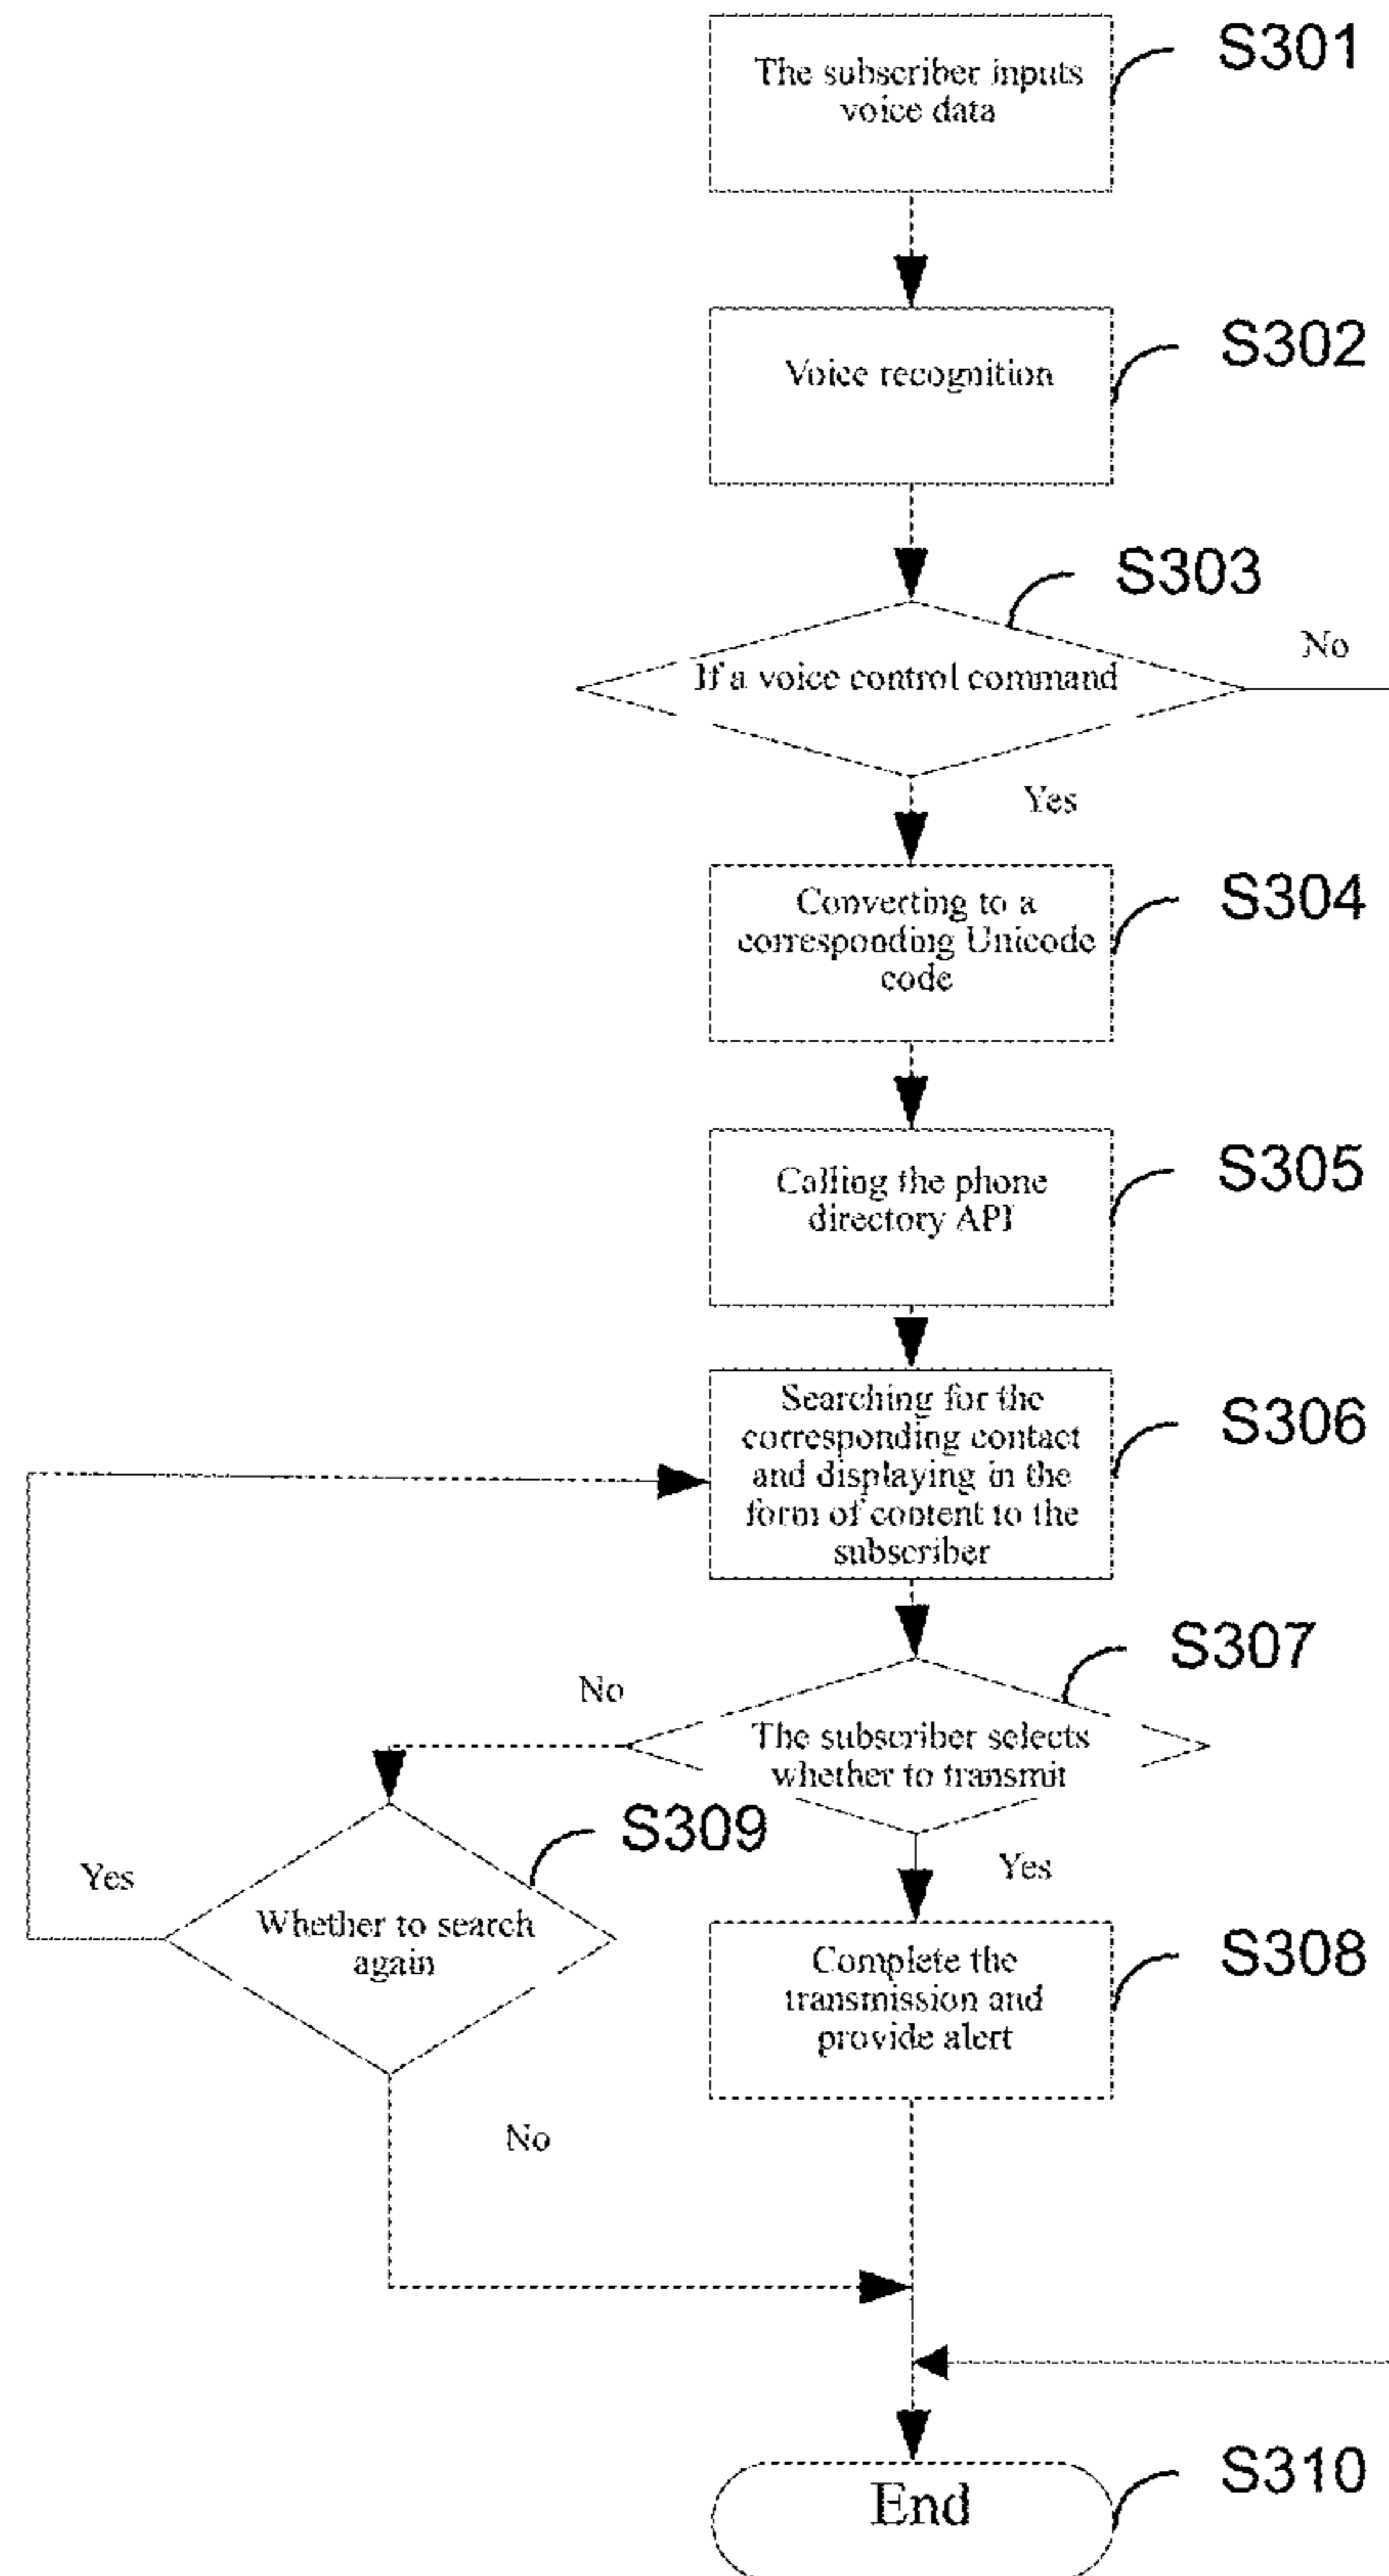 The subscriber inputs
voice data
S301
Voice recognition
S302
S303
If a voice control command
No
Yes
Converting to a
corresponding Unicode
code
S304
Calling the phone
directory API
S305
Searching for the
corresponding contact
and displaying in the
form of content to the
subscriber
S306
S307
No
The subscriber selects
whether to transmit
S309
Yes
Yes
Whether to search
again
Complete the
transmission and
provide alert
S308
No
End
S310